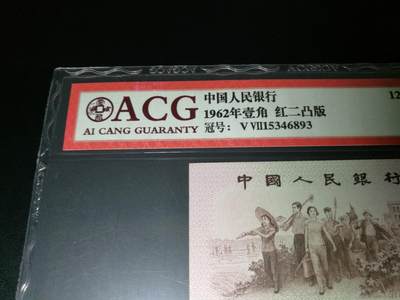 ACG
AI CANG GUARANTY
中国人民银行
1962年壹角 红二凸版
冠号: V VII15346893
12
中國人民銀行